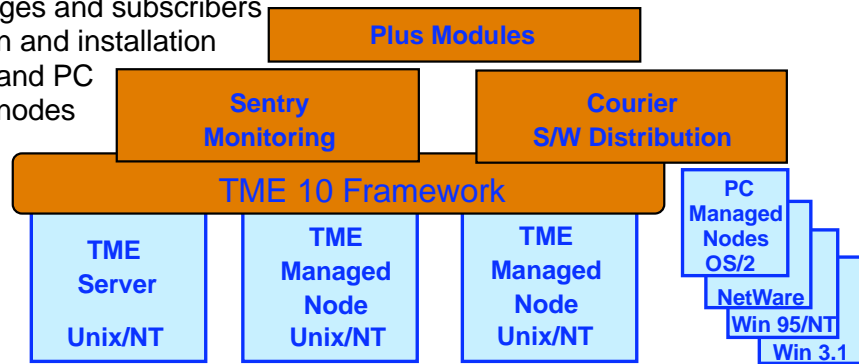 and subscribers
and installation
and PC
nodes
Plus Modules
Sentry
Monitoring
Courier
S/W Distribution
TME 10 Framework
TME
Server
Unix/NT
TME
Managed
Node
Unix/NT
TME
Managed
Node
Unix/NT
PC
Managed
Nodes
OS/2
NetWare
Win 95/NT
Win 3.1